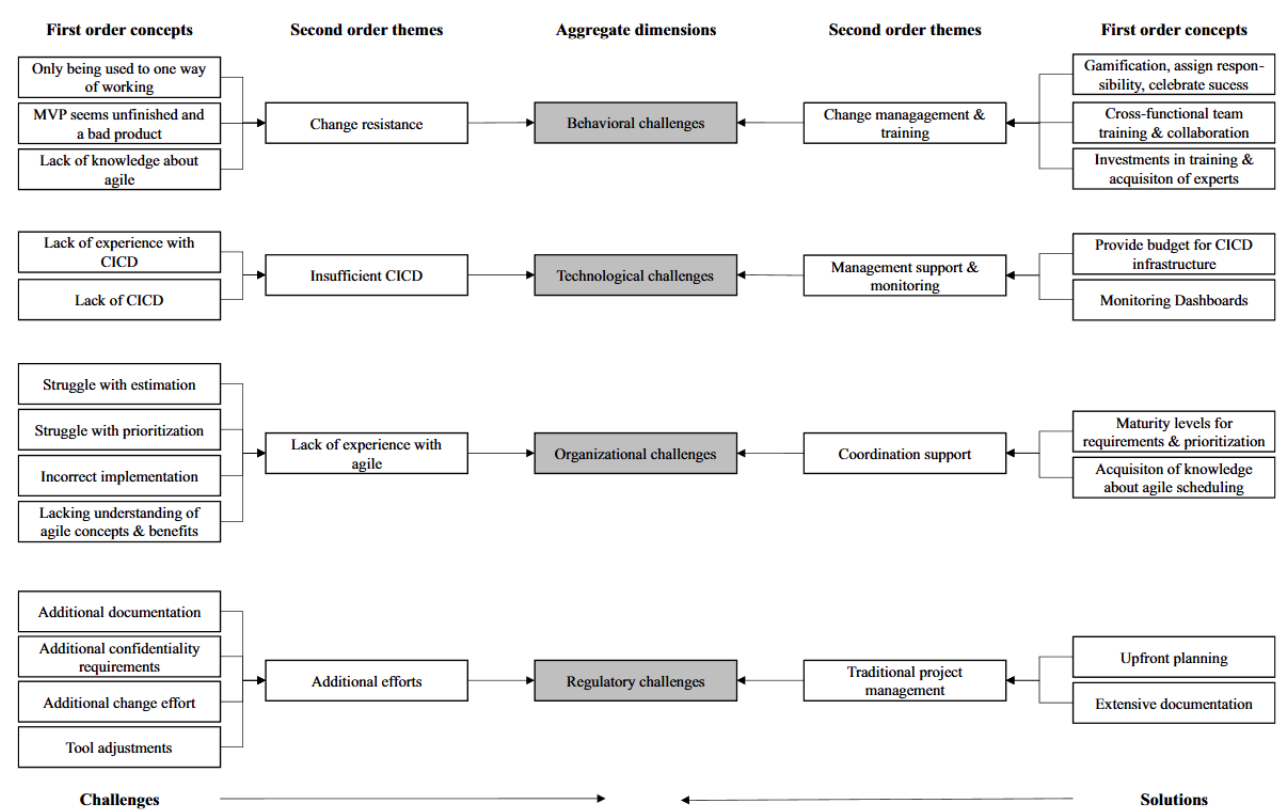 First order concepts
Second order themes
Aggregate dimensions
Second order themes
First order concepts
Only being used to one way
of working
MVP seems unfinished and
a bad product
Lack of knowledge about
agile
Change resistance
Behavioral challenges
Change managagement &
training
Gamification, assign respon-
sibility, celebrate sucess
Cross-functional team
training & collaboration
Investments in training &
acquisiton of experts
Lack of experience with
CICD
Lack of CICD
Insufficient CICD
Technological challenges
Management support &
monitoring
Provide budget for CICD
infrastructure
Monitoring Dashboards
Struggle with estimation
Struggle with prioritization
Incorrect implementation
Lacking understanding of
agile concepts & benefits
Lack of experience with
agile
Organizational challenges
Coordination support
Maturity levels for
requirements & prioritization
Acquisiton of knowledge
about agile scheduling
Additional documentation
Additional confidentiality
requirements
Additional change effort
Tool adjustments
Additional efforts
Regulatory challenges
Traditional project
management
Upfront planning
Extensive documentation
Challenges
Solutions